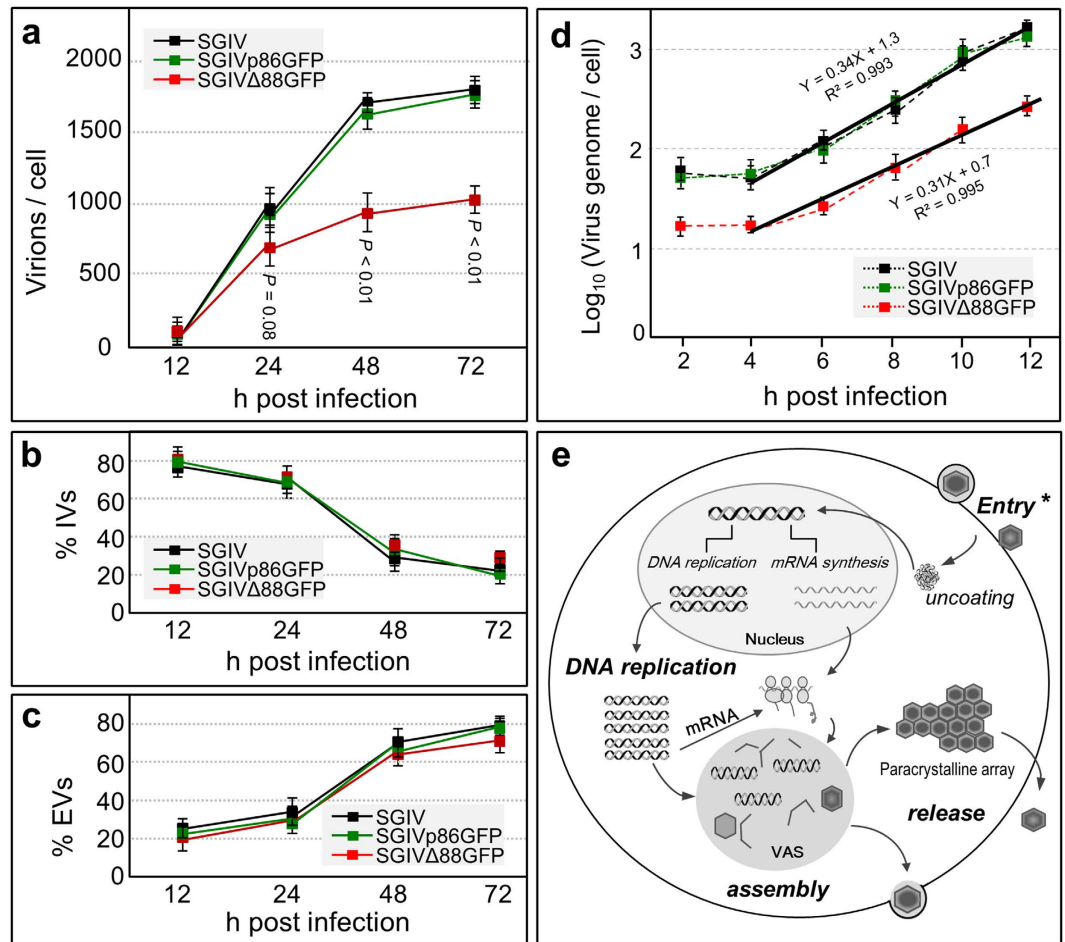 a
SGIV
SGIVp86GFP
SGIVΔ88GFP
2000
1500
1000
500
0
Virions / cell
P = 0.08
P < 0.01
P < 0.01
12 24 48 72
h post infection
b
80
60
40
20
0
% IVs
SGIV
SGIVp86GFP
SGIVΔ88GFP
12 24 48 72
h post infection
c
80
60
40
20
0
% EVs
SGIV
SGIVp86GFP
SGIVΔ88GFP
12 24 48 72
h post infection
d
3
2
1
0
Log10 (Virus genome / cell)
Y = 0.34X + 1.3
R² = 0.993
Y = 0.31X + 0.7
R² = 0.995
SGIV
SGIVp86GFP
SGIVΔ88GFP
2 4 6 8 10 12
h post infection
e
Entry *
DNA replication mRNA synthesis
uncoating
Nucleus
DNA replication
mRNA
Paracrystalline array
release
VAS
assembly